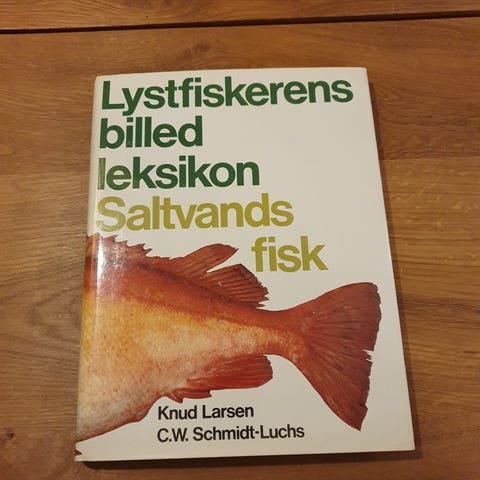 Lystfiskerens
billed
leksikon
Saltvands
fisk
Knud Larsen
C.W. Schmidt-Luchs